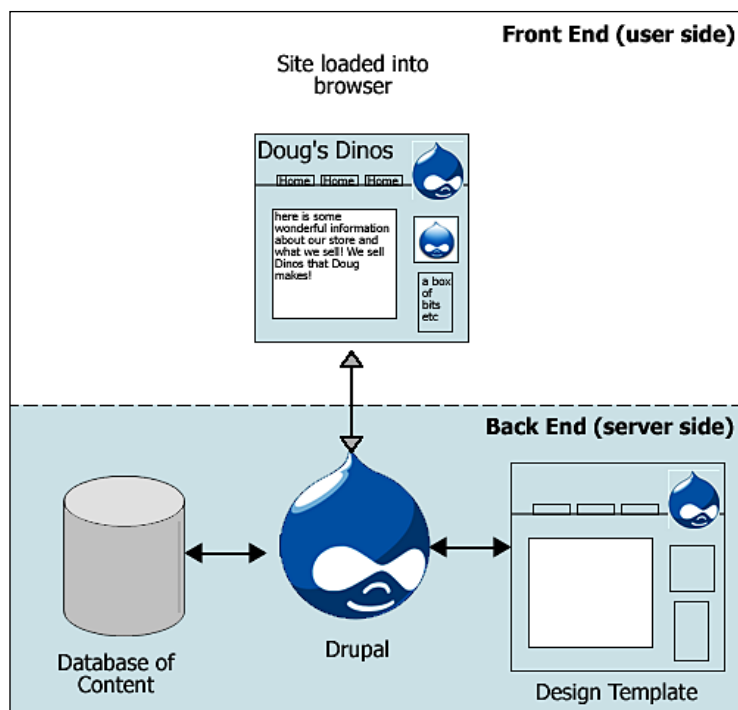 Front End (user side)
Site loaded into
browser
Doug's Dinos
Home Home Home
here is some
wonderful information
about our store and
what we sell! We sell
Dinos that Doug
makes!
a box
of
bits
etc
Back End (server side)
Database of
Content
Drupal
Design Template